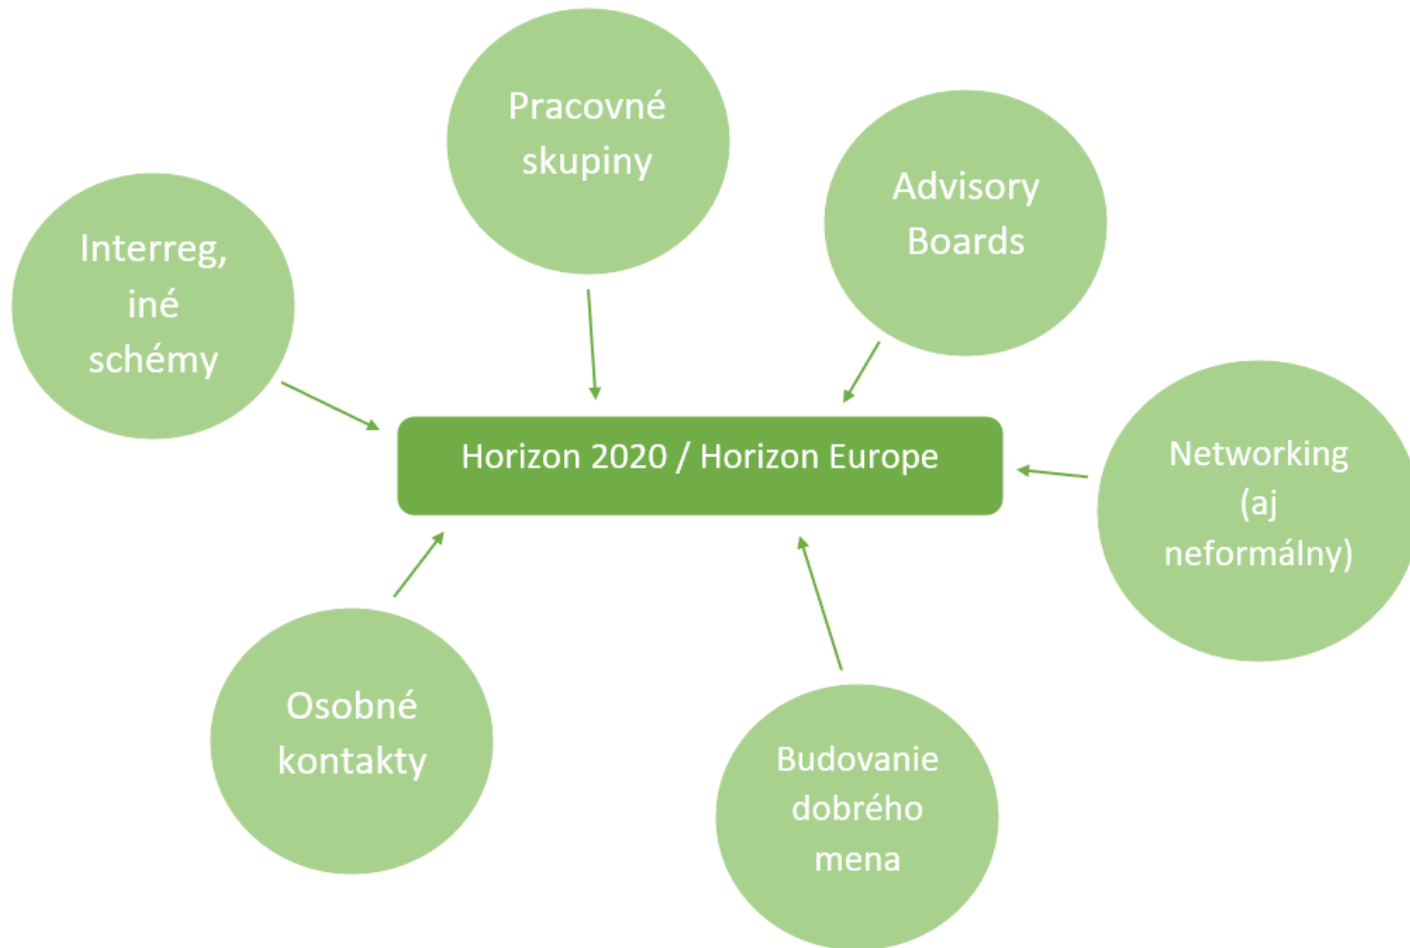 Pracovné
skupiny
Advisory
Boards
Interreg,
iné
schémy
Horizon 2020 / Horizon Europe
Networking
(aj
neformálny)
Osobné
kontakty
Budovanie
dobrého
mena